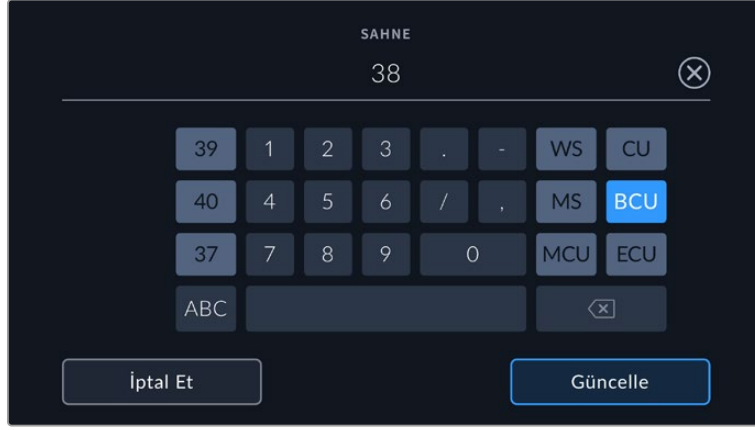 SAHNE
38
39 1 2 3 . - WS CU
40 4 5 6 / , MS BCU
37 7 8 9 0 MCU ECU
ABC
İptal Et Güncelle